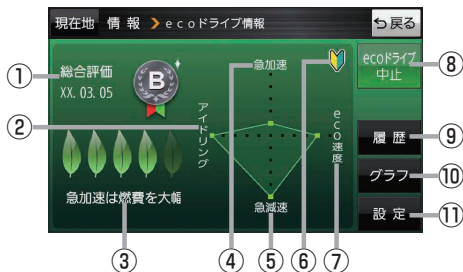 現在地 情報 > ecoドライブ情報
戻る
① 総合評価
XX. 03. 05
B
② アイドリング
急加速は燃費を大幅
③
④ 急加速
⑤ 急減速
⑥
⑦ eco速度
⑧ ecoドライブ
中止
⑨ 履歴
⑩ グラフ
⑪ 設定